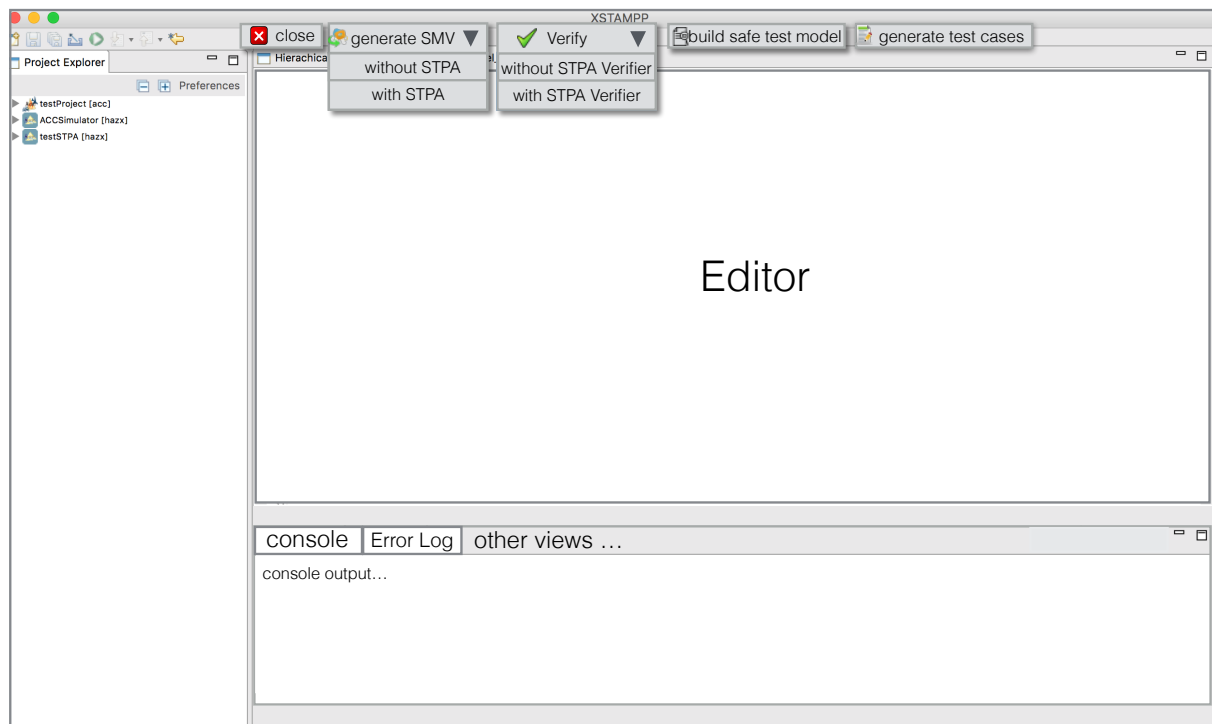 XSTAMPP
close
generate SMV
Verify
build safe test model
generate test cases
Project Explorer
Hierachica
without STPA
without STPA Verifier
with STPA
with STPA Verifier
Preferences
testProject [acc]
ACCSimulator [hazx]
testSTPA [hazx]
Editor
console
Error Log
other views ...
console output...